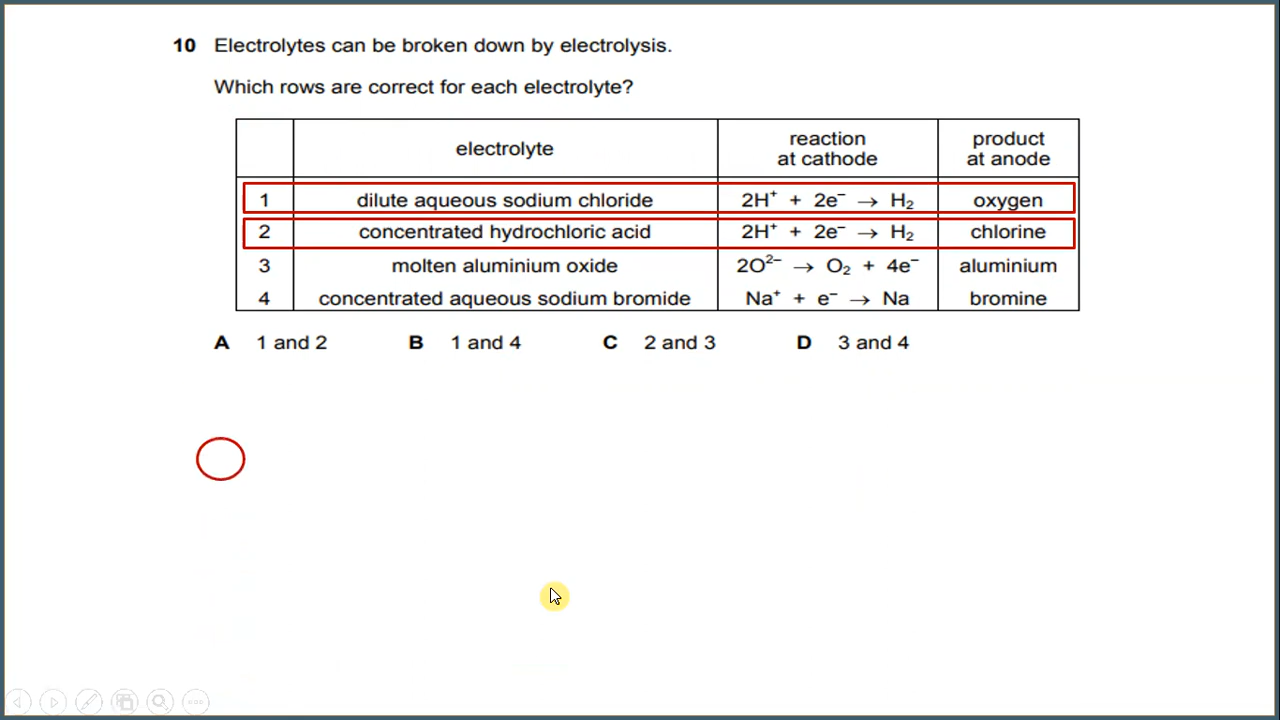 10 Electrolytes can be broken down by electrolysis.
Which rows are correct for each electrolyte?
electrolyte reaction at cathode product at anode
1 dilute aqueous sodium chloride 2H⁺ + 2e⁻ → H₂ oxygen
2 concentrated hydrochloric acid 2H⁺ + 2e⁻ → H₂ chlorine
3 molten aluminium oxide 2O²⁻ → O₂ + 4e⁻ aluminium
4 concentrated aqueous sodium bromide Na⁺ + e⁻ → Na bromine
A 1 and 2 B 1 and 4 C 2 and 3 D 3 and 4